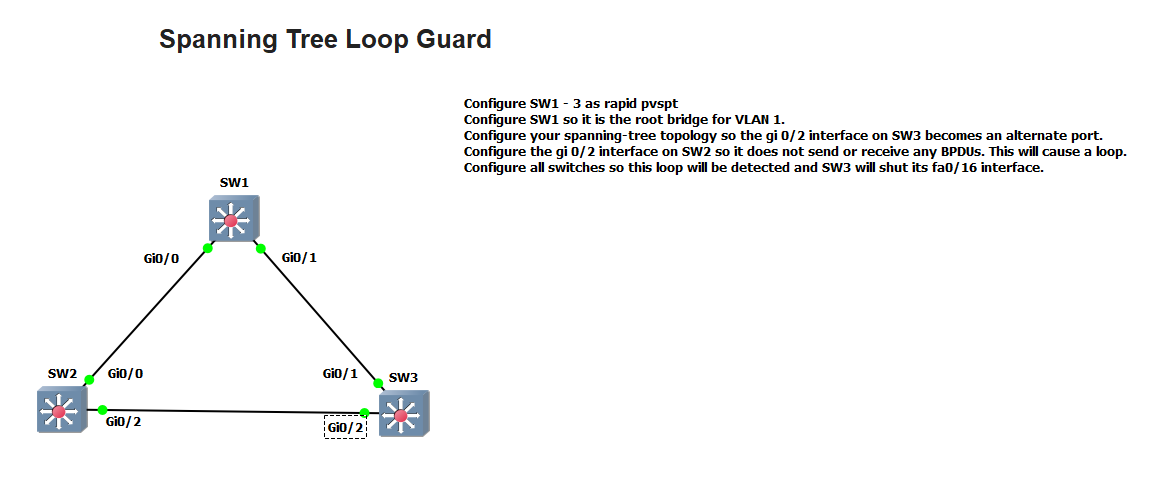 Spanning Tree Loop Guard
Configure SW1 - 3 as rapid pvspt
Configure SW1 so it is the root bridge for VLAN 1.
Configure your spanning-tree topology so the gi 0/2 interface on SW3 becomes an alternate port.
Configure the gi 0/2 interface on SW2 so it does not send or receive any BPDUs. This will cause a loop.
Configure all switches so this loop will be detected and SW3 will shut its fa0/16 interface.
SW1
Gi0/0
Gi0/1
SW2
Gi0/0
Gi0/1
SW3
Gi0/2
Gi0/2